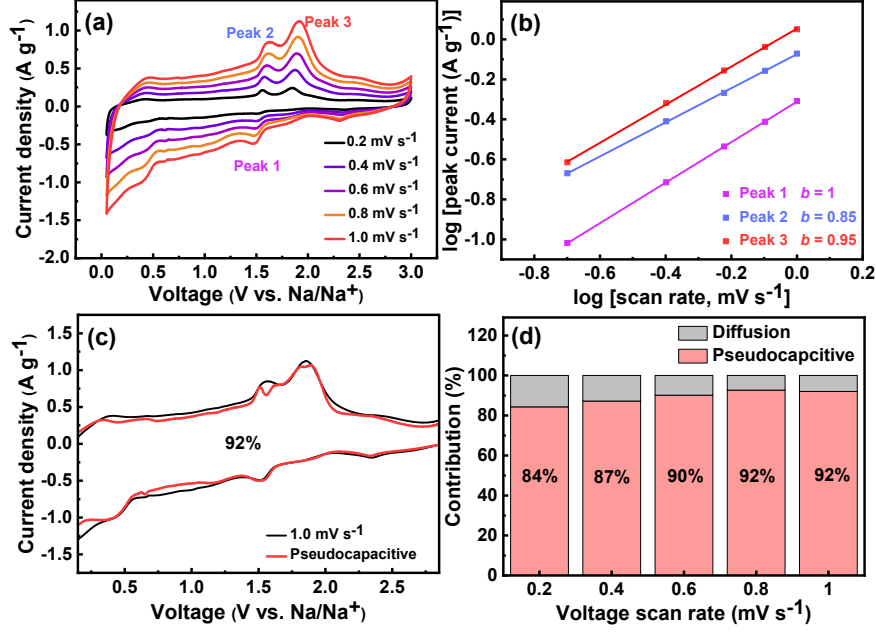 (a)
Peak 3
Peak 2
Peak 1
0.2 mV s⁻¹
0.4 mV s⁻¹
0.6 mV s⁻¹
0.8 mV s⁻¹
1.0 mV s⁻¹
1.0
0.5
0.0
-0.5
-1.0
-1.5
-2.0
Current density (A g⁻¹)
0.0 0.5 1.0 1.5 2.0 2.5 3.0
Voltage (V vs. Na/Na⁺)
(b)
0.0
-0.2
-0.4
-0.6
-0.8
-1.0
log [peak current (A g⁻¹)]
Peak 1 b = 1
Peak 2 b = 0.85
Peak 3 b = 0.95
-0.8 -0.6 -0.4 -0.2 0.0 0.2
log [scan rate, mV s⁻¹]
(c)
1.5
1.0
0.5
0.0
-0.5
-1.0
-1.5
Current density (A g⁻¹)
92%
1.0 mV s⁻¹
Pseudocapcitive
0.5 1.0 1.5 2.0 2.5
Voltage (V vs. Na/Na⁺)
(d)
Diffusion
Pseudocapcitive
120
100
80
60
40
20
0
Contribution (%)
84% 87% 90% 92% 92%
0.2 0.4 0.6 0.8 1
Voltage scan rate (mV s⁻¹)